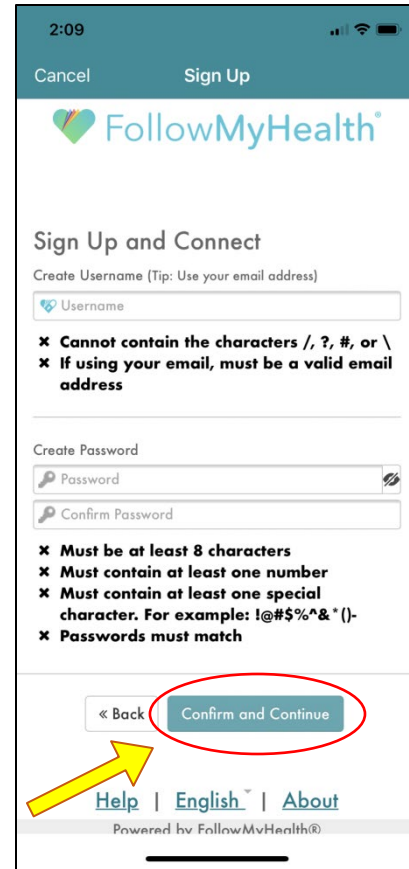 2:09
Cancel Sign Up
FollowMyHealth®
Sign Up and Connect
Create Username (Tip: Use your email address)
Username
✖ Cannot contain the characters /, ?, #, or \
✖ If using your email, must be a valid email
address
Create Password
Password
Confirm Password
✖ Must be at least 8 characters
✖ Must contain at least one number
✖ Must contain at least one special
character. For example: !@#$%^&*()-
✖ Passwords must match
« Back Confirm and Continue
Help | English | About
Powered by FollowMyHealth®